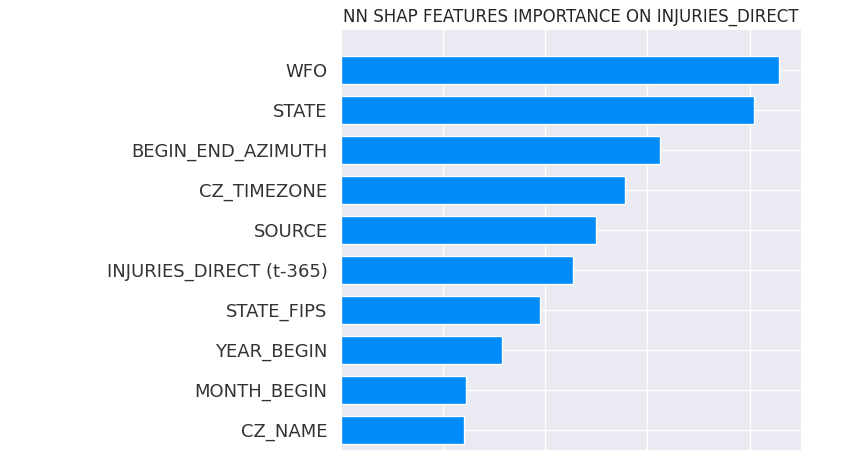 NN SHAP FEATURES IMPORTANCE ON INJURIES_DIRECT
WFO
STATE
BEGIN_END_AZIMUTH
CZ_TIMEZONE
SOURCE
INJURIES_DIRECT (t-365)
STATE_FIPS
YEAR_BEGIN
MONTH_BEGIN
CZ_NAME